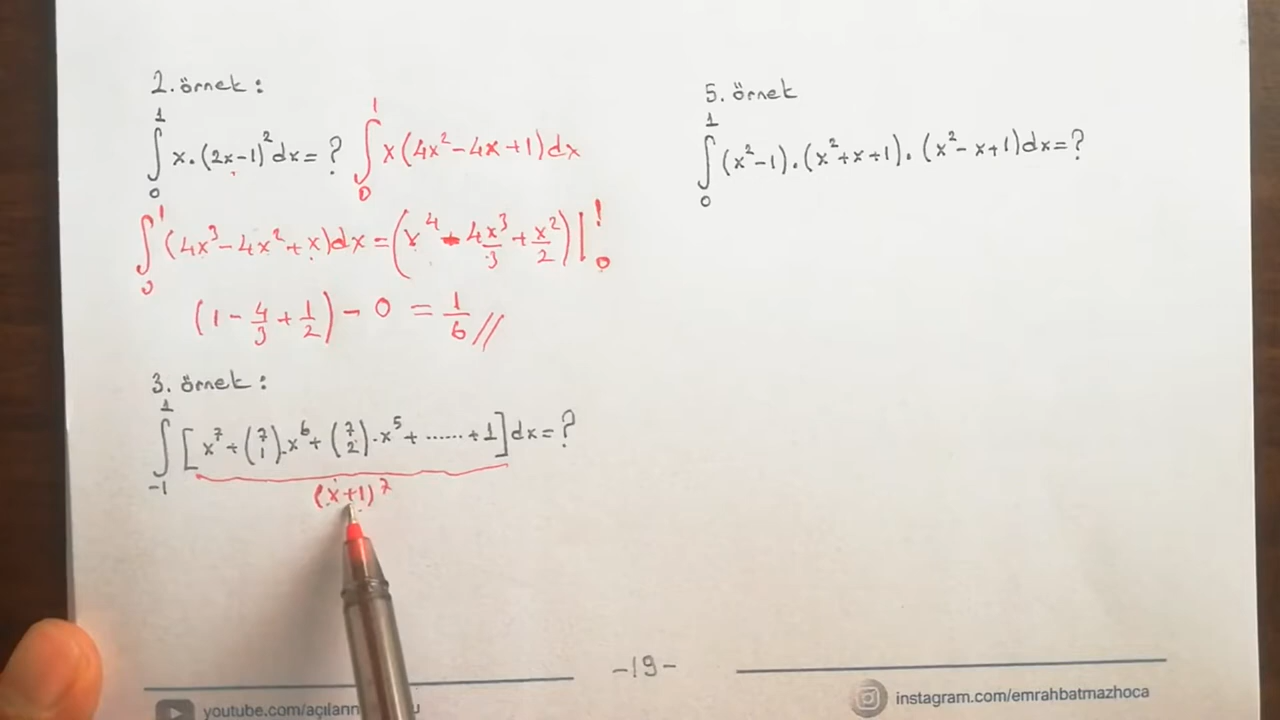 2. örnek :
∫₀¹ x.(2x-1)² dx = ? ∫₀¹ x(4x²-4x+1)dx
∫₀¹ (4x³-4x²+x)dx = (x⁴ - 4x³/3 + x²/2)|₀¹
(1 - 4/3 + 1/2) - 0 = 1/6 //
3. örnek :
∫₋₁¹ [x⁷ + (7 1).x⁶ + (7 2).x⁵ + ...... + 1] dx = ?
(x+1)⁷
5. örnek
∫₀¹ (x²-1).(x²+x+1).(x²-x+1)dx = ?
-19-
youtube.com/açılann
instagram.com/emrahbatmazhoca